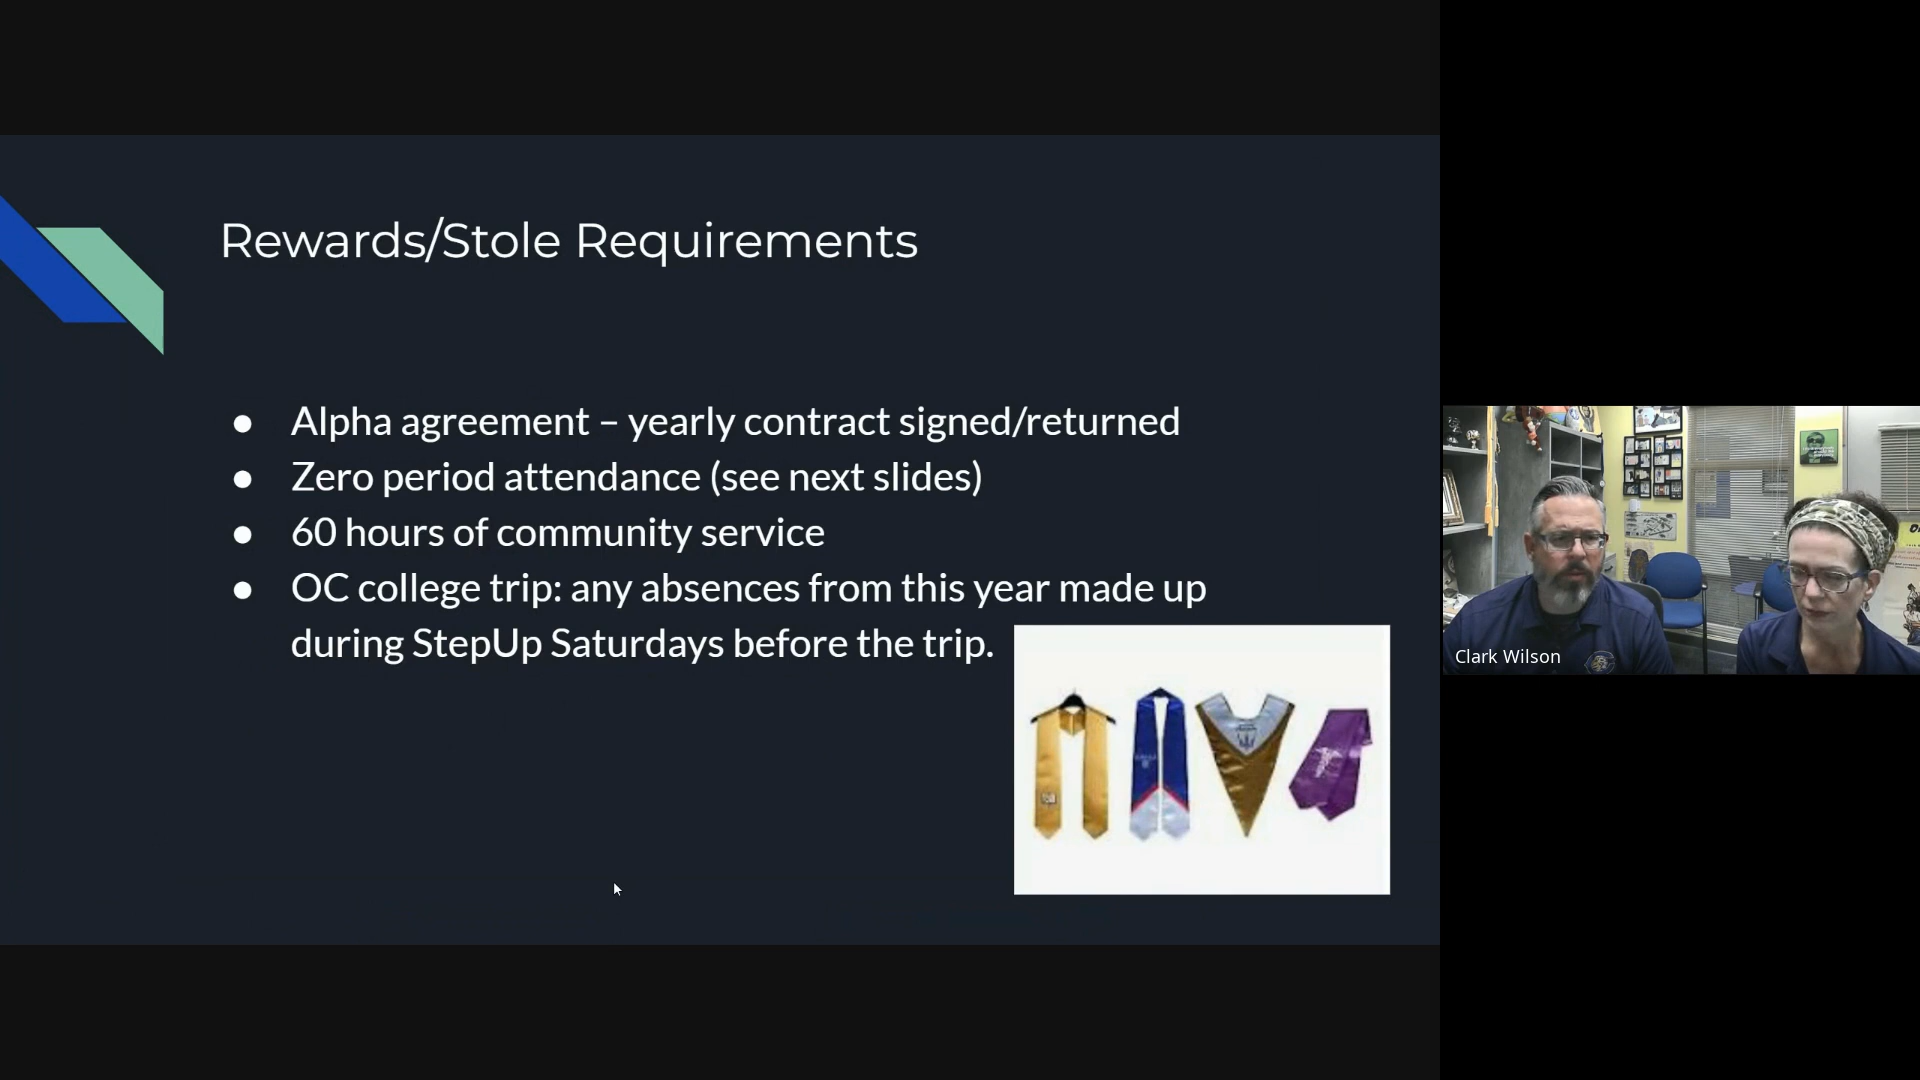 Rewards/Stole Requirements
● Alpha agreement – yearly contract signed/returned
● Zero period attendance (see next slides)
● 60 hours of community service
● OC college trip: any absences from this year made up
during StepUp Saturdays before the trip.
Clark Wilson